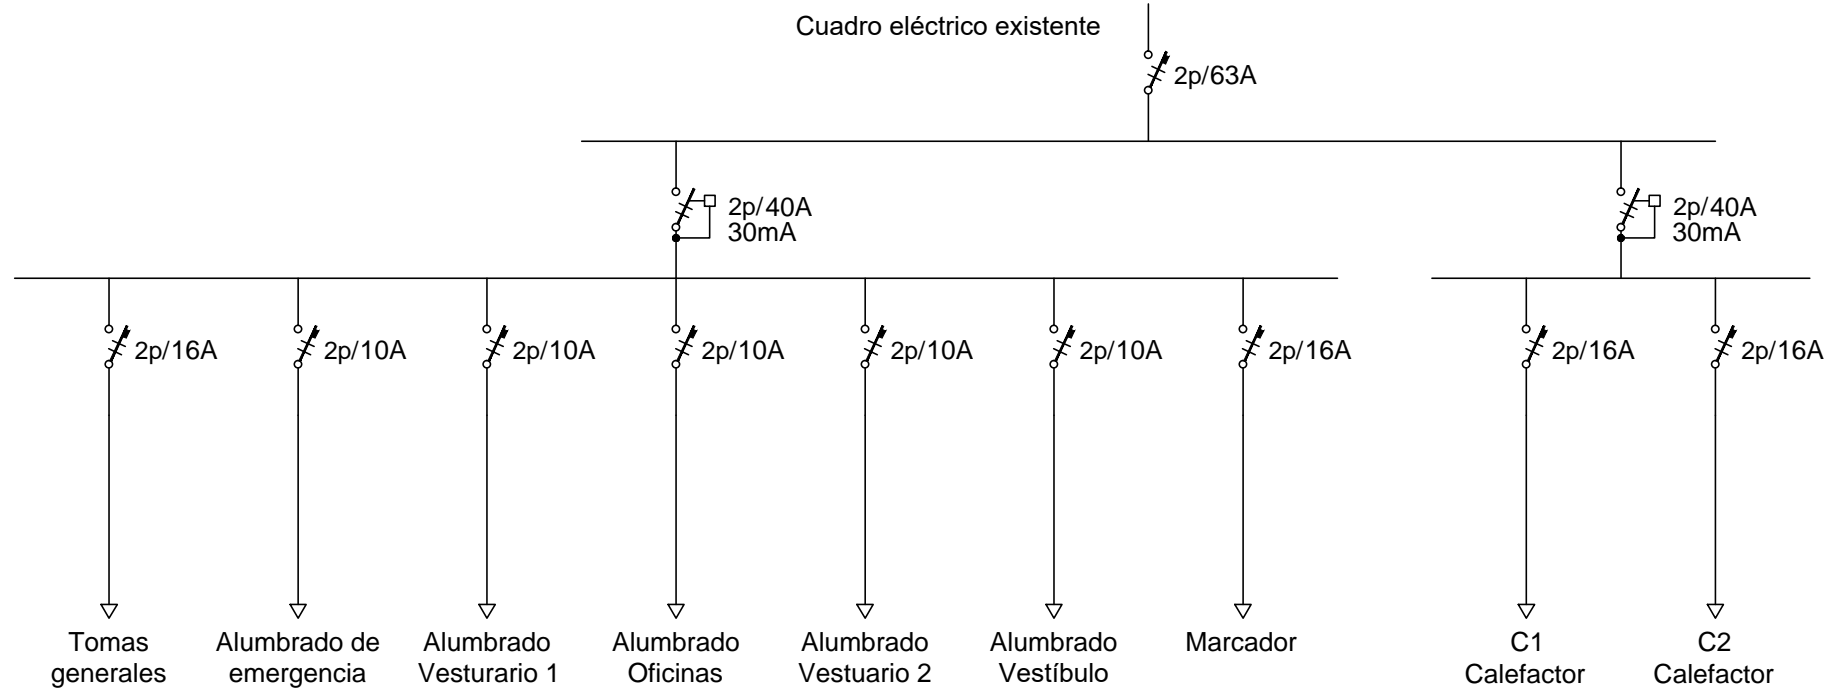 Cuadro eléctrico existente
2p/63A
2p/40A
30mA
2p/40A
30mA
2p/16A
2p/10A
2p/10A
2p/10A
2p/10A
2p/10A
2p/16A
2p/16A
2p/16A
Tomas
generales
Alumbrado de
emergencia
Alumbrado
Vesturario 1
Alumbrado
Oficinas
Alumbrado
Vestuario 2
Alumbrado
Vestíbulo
Marcador
C1
Calefactor
C2
Calefactor